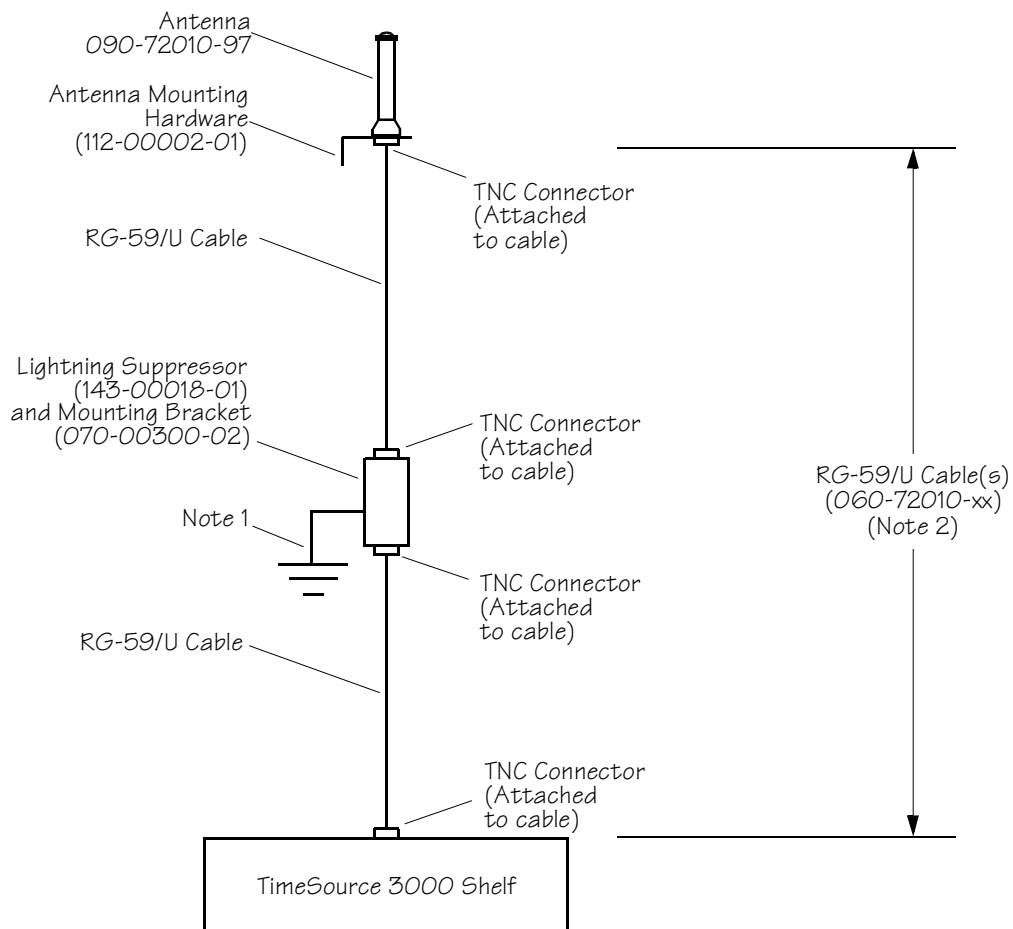 Antenna
090-72010-97
Antenna Mounting
Hardware
(112-00002-01)
TNC Connector
(Attached
to cable)
RG-59/U Cable
Lightning Suppressor
(143-00018-01)
and Mounting Bracket
(070-00300-02)
TNC Connector
(Attached
to cable)
RG-59/U Cable(s)
(060-72010-xx)
(Note 2)
Note 1
TNC Connector
(Attached
to cable)
RG-59/U Cable
TNC Connector
(Attached
to cable)
TimeSource 3000 Shelf